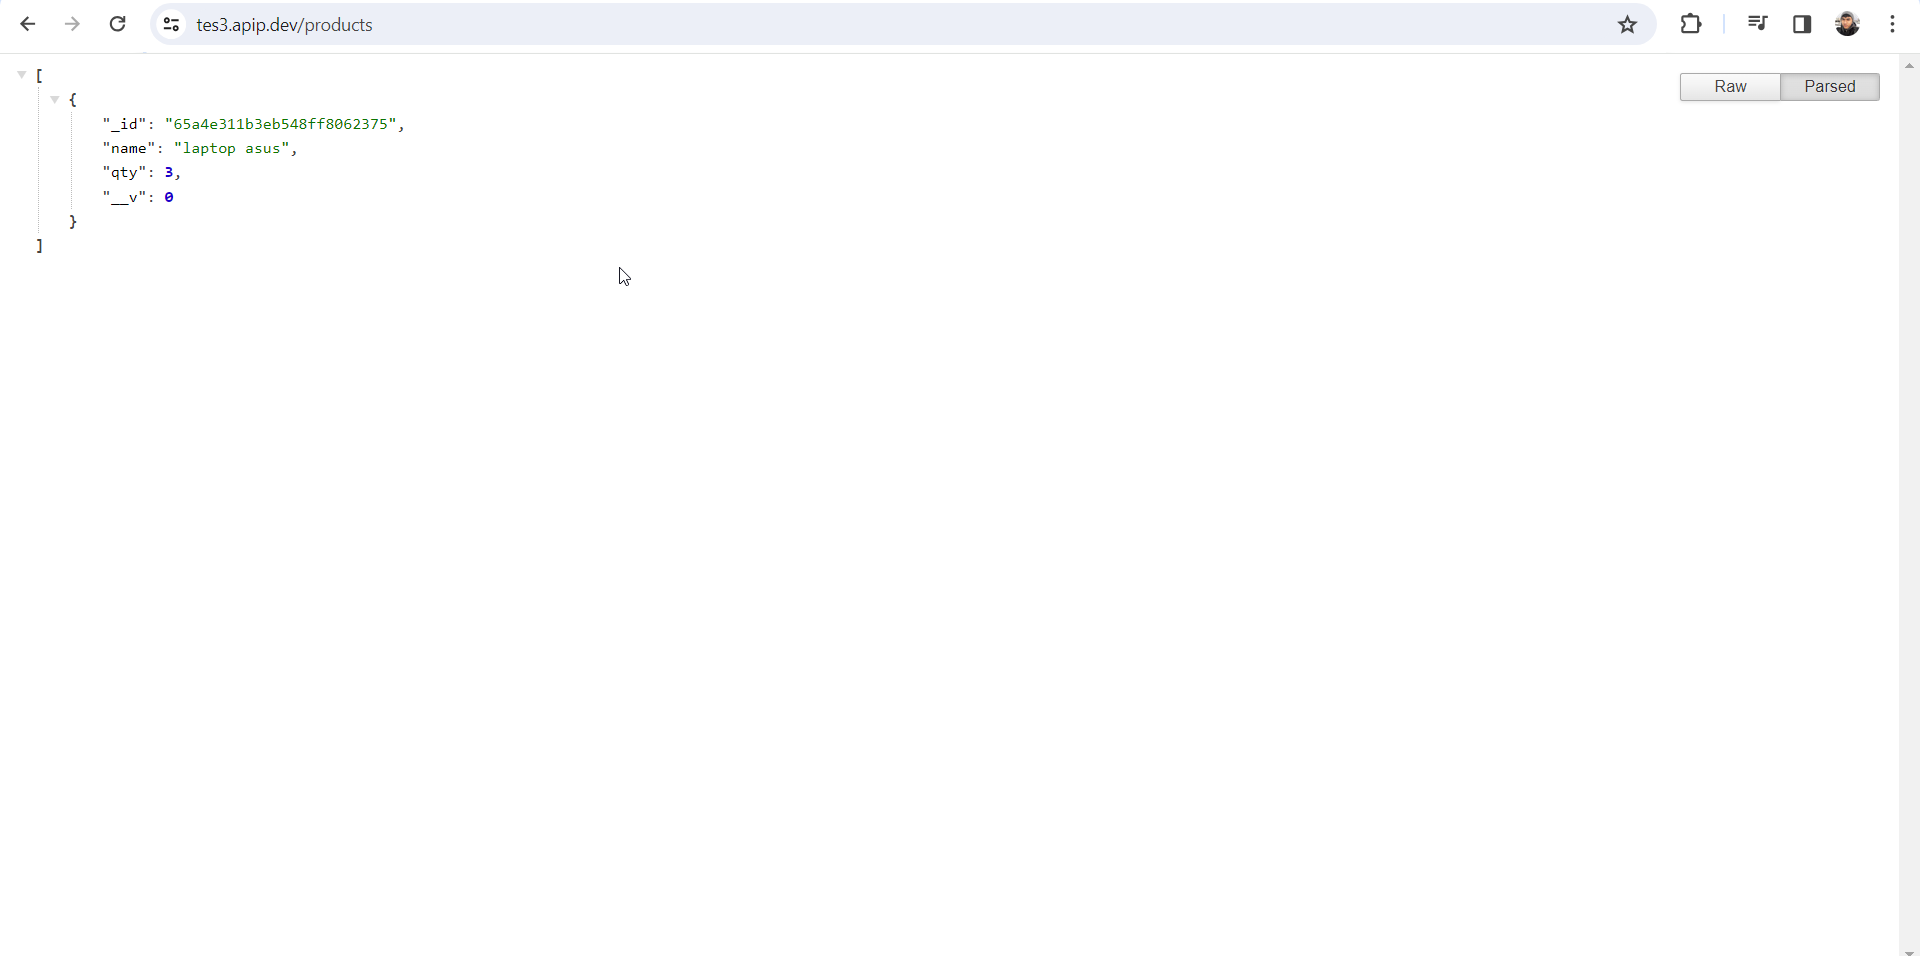 tes3.apip.dev/products
Raw Parsed
[
{
"_id": "65a4e311b3eb548ff8062375",
"name": "laptop asus",
"qty": 3,
"__v": 0
}
]